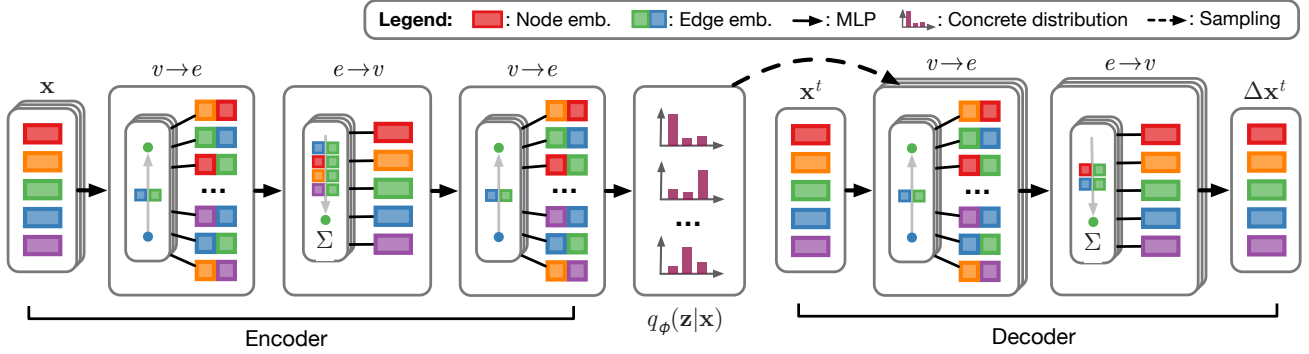 Legend: : Node emb. : Edge emb. : MLP : Concrete distribution : Sampling
x v→e e→v v→e x^t v→e e→v Δx^t
... ... ... ...
Σ Σ
q_ϕ(z|x)
Encoder Decoder